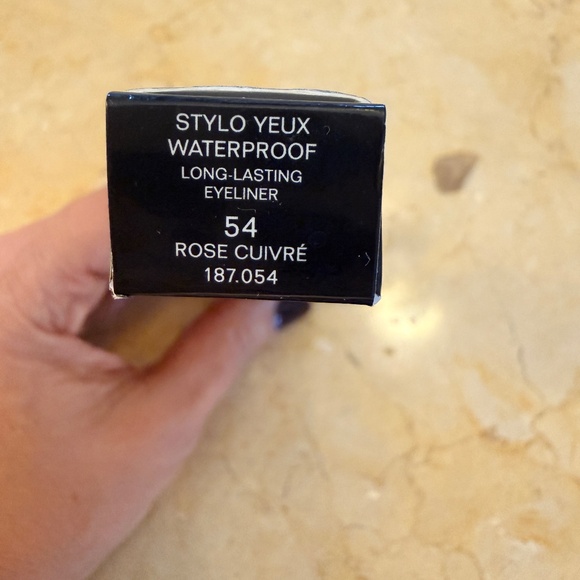 STYLO YEUX
WATERPROOF
LONG-LASTING
EYELINER
54
ROSE CUIVRÉ
187.054